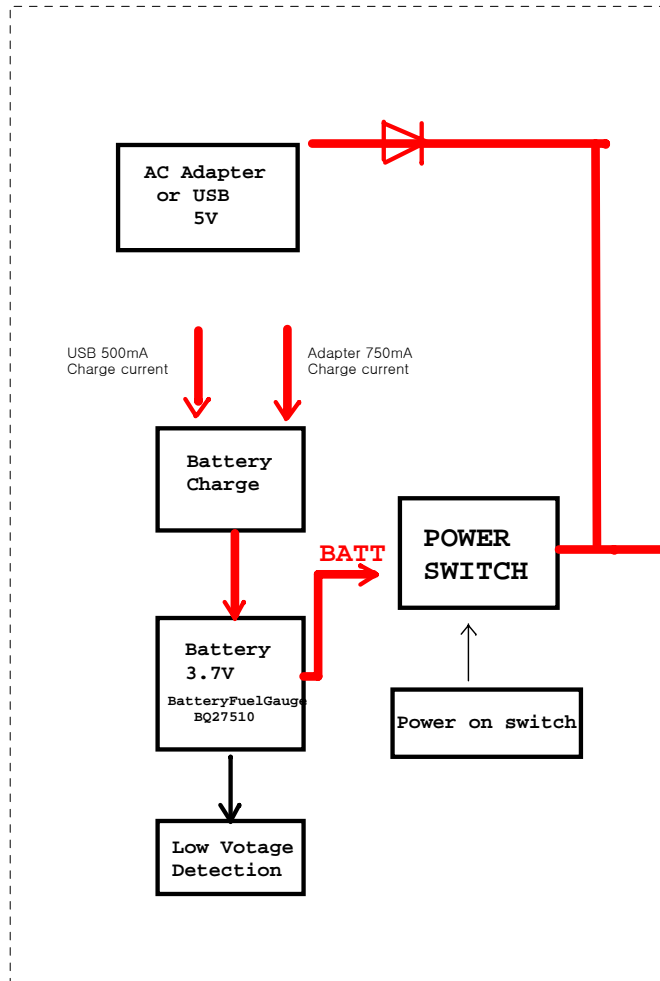 AC Adapter
or USB
5V
USB 500mA
Charge current
Adapter 750mA
Charge current
Battery
Charge
BATT
POWER
SWITCH
Battery
3.7V
BatteryFuelGauge
BQ27510
Power on switch
Low Votage
Detection